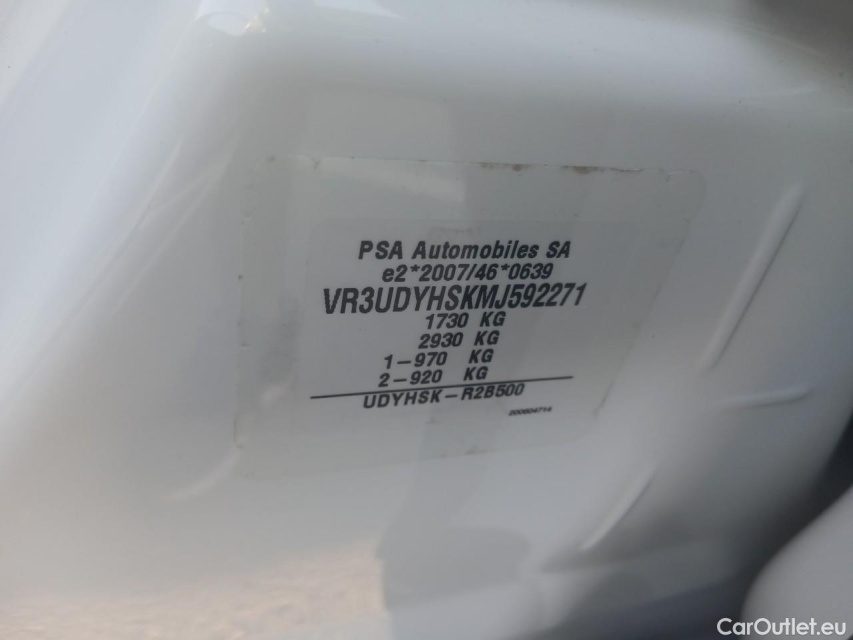 PSA Automobiles SA
e2*2007/46*0639
VR3UDYHSKMJ592271
1730 KG
2930 KG
1-970 KG
2-920 KG
UDYHSK-R2B500
200604714
CarOutlet.eu